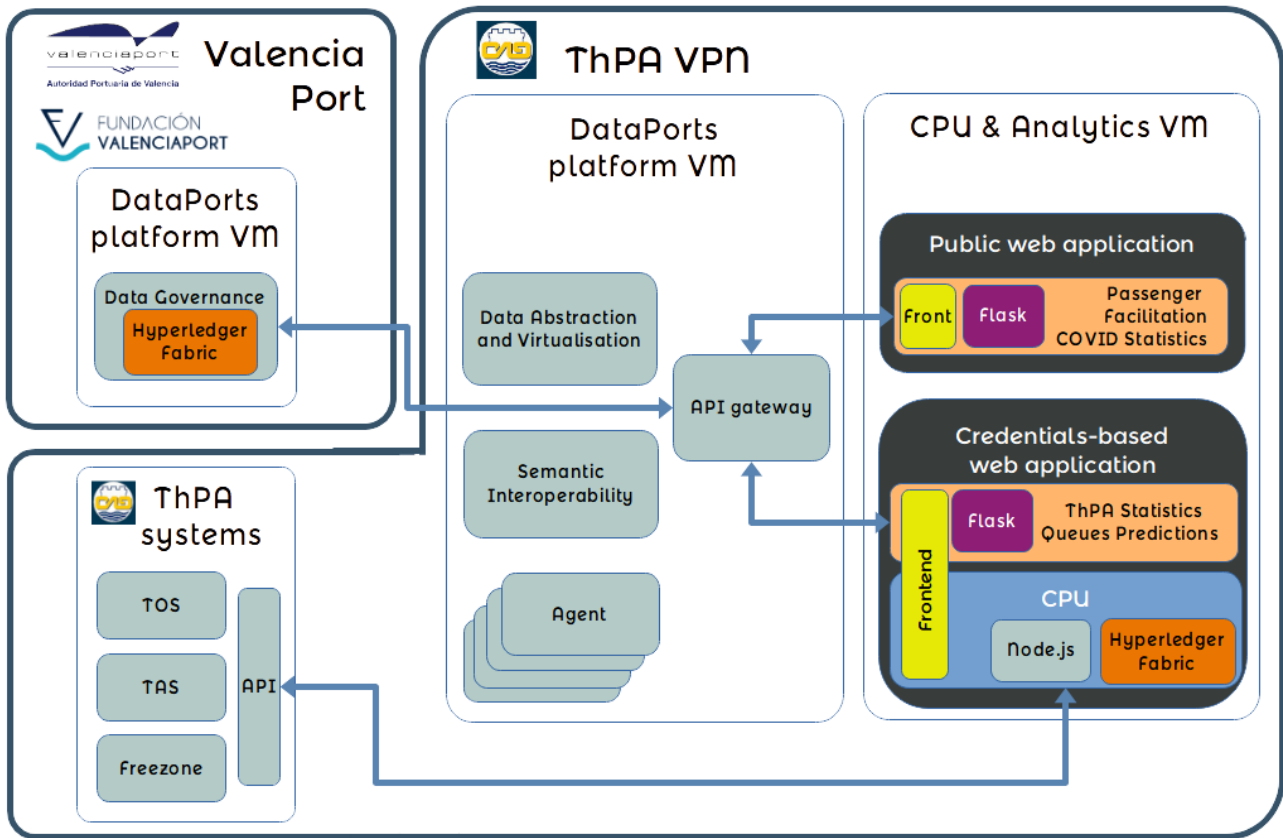 valenciaport
Autoridad Portuaria de Valencia
Valencia
Port
FUNDACIÓN
VALENCIAPORT
DataPorts
platform VM
Data Governance
Hyperledger
Fabric
ThPA VPN
DataPorts
platform VM
Data Abstraction
and Virtualisation
API gateway
Semantic
Interoperability
Agent
CPU & Analytics VM
Public web application
Front
Flask
Passenger
Facilitation
COVID Statistics
Credentials-based
web application
Flask
ThPA Statistics
Queues Predictions
Frontend
CPU
Node.js
Hyperledger
Fabric
ThPA
systems
TOS
TAS
Freezone
API